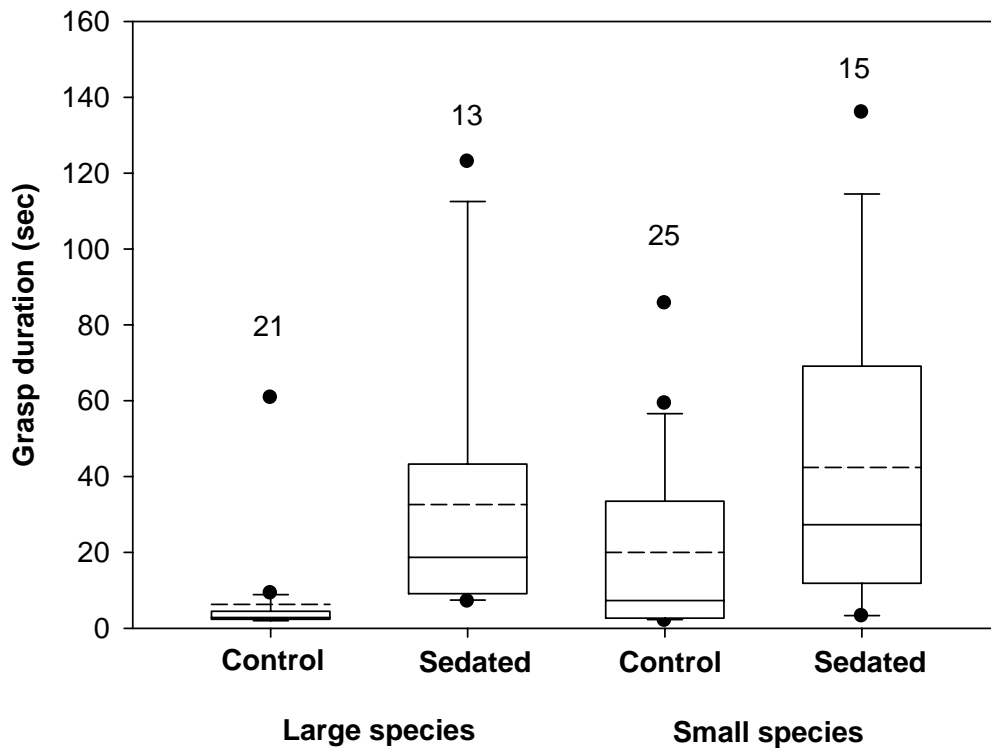 Grasp duration (sec)
160
140
120
100
80
60
40
20
0
21
13
25
15
Control
Sedated
Control
Sedated
Large species
Small species